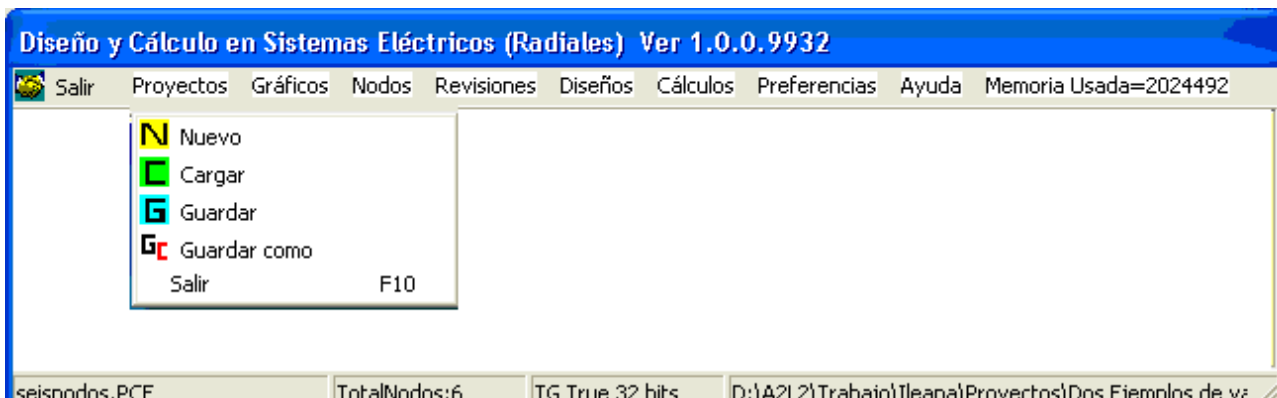 Diseño y Cálculo en Sistemas Eléctricos (Radiales) Ver 1.0.0.9932
Salir Proyectos Gráficos Nodos Revisiones Diseños Cálculos Preferencias Ayuda Memoria Usada=2024492
N Nuevo
C Cargar
G Guardar
GC Guardar como
Salir F10
seisnodos.PCE TotalNodos:6 TG True 32 bits D:\A2L2\Trabajo\Ileana\Proyectos\Dos Ejemplos de va